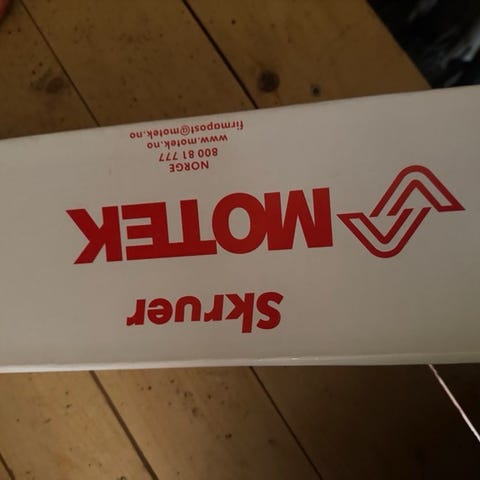 Skruer
MOTEK
NORGE
800 81 777
www.motek.no
firmapost@motek.no